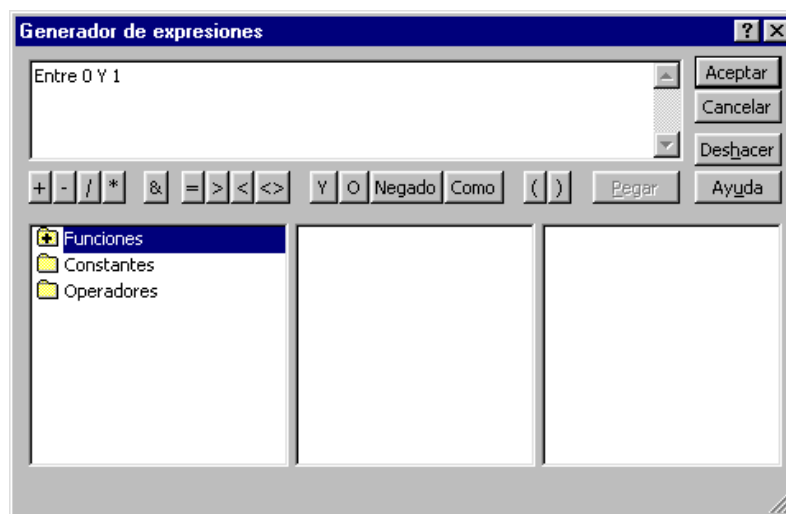 Generador de expresiones
? X
Entre 0 Y 1
Aceptar
Cancelar
Deshacer
+ - / * & = > < <> Y O Negado Como ( ) Pegar Ayuda
Funciones
Constantes
Operadores